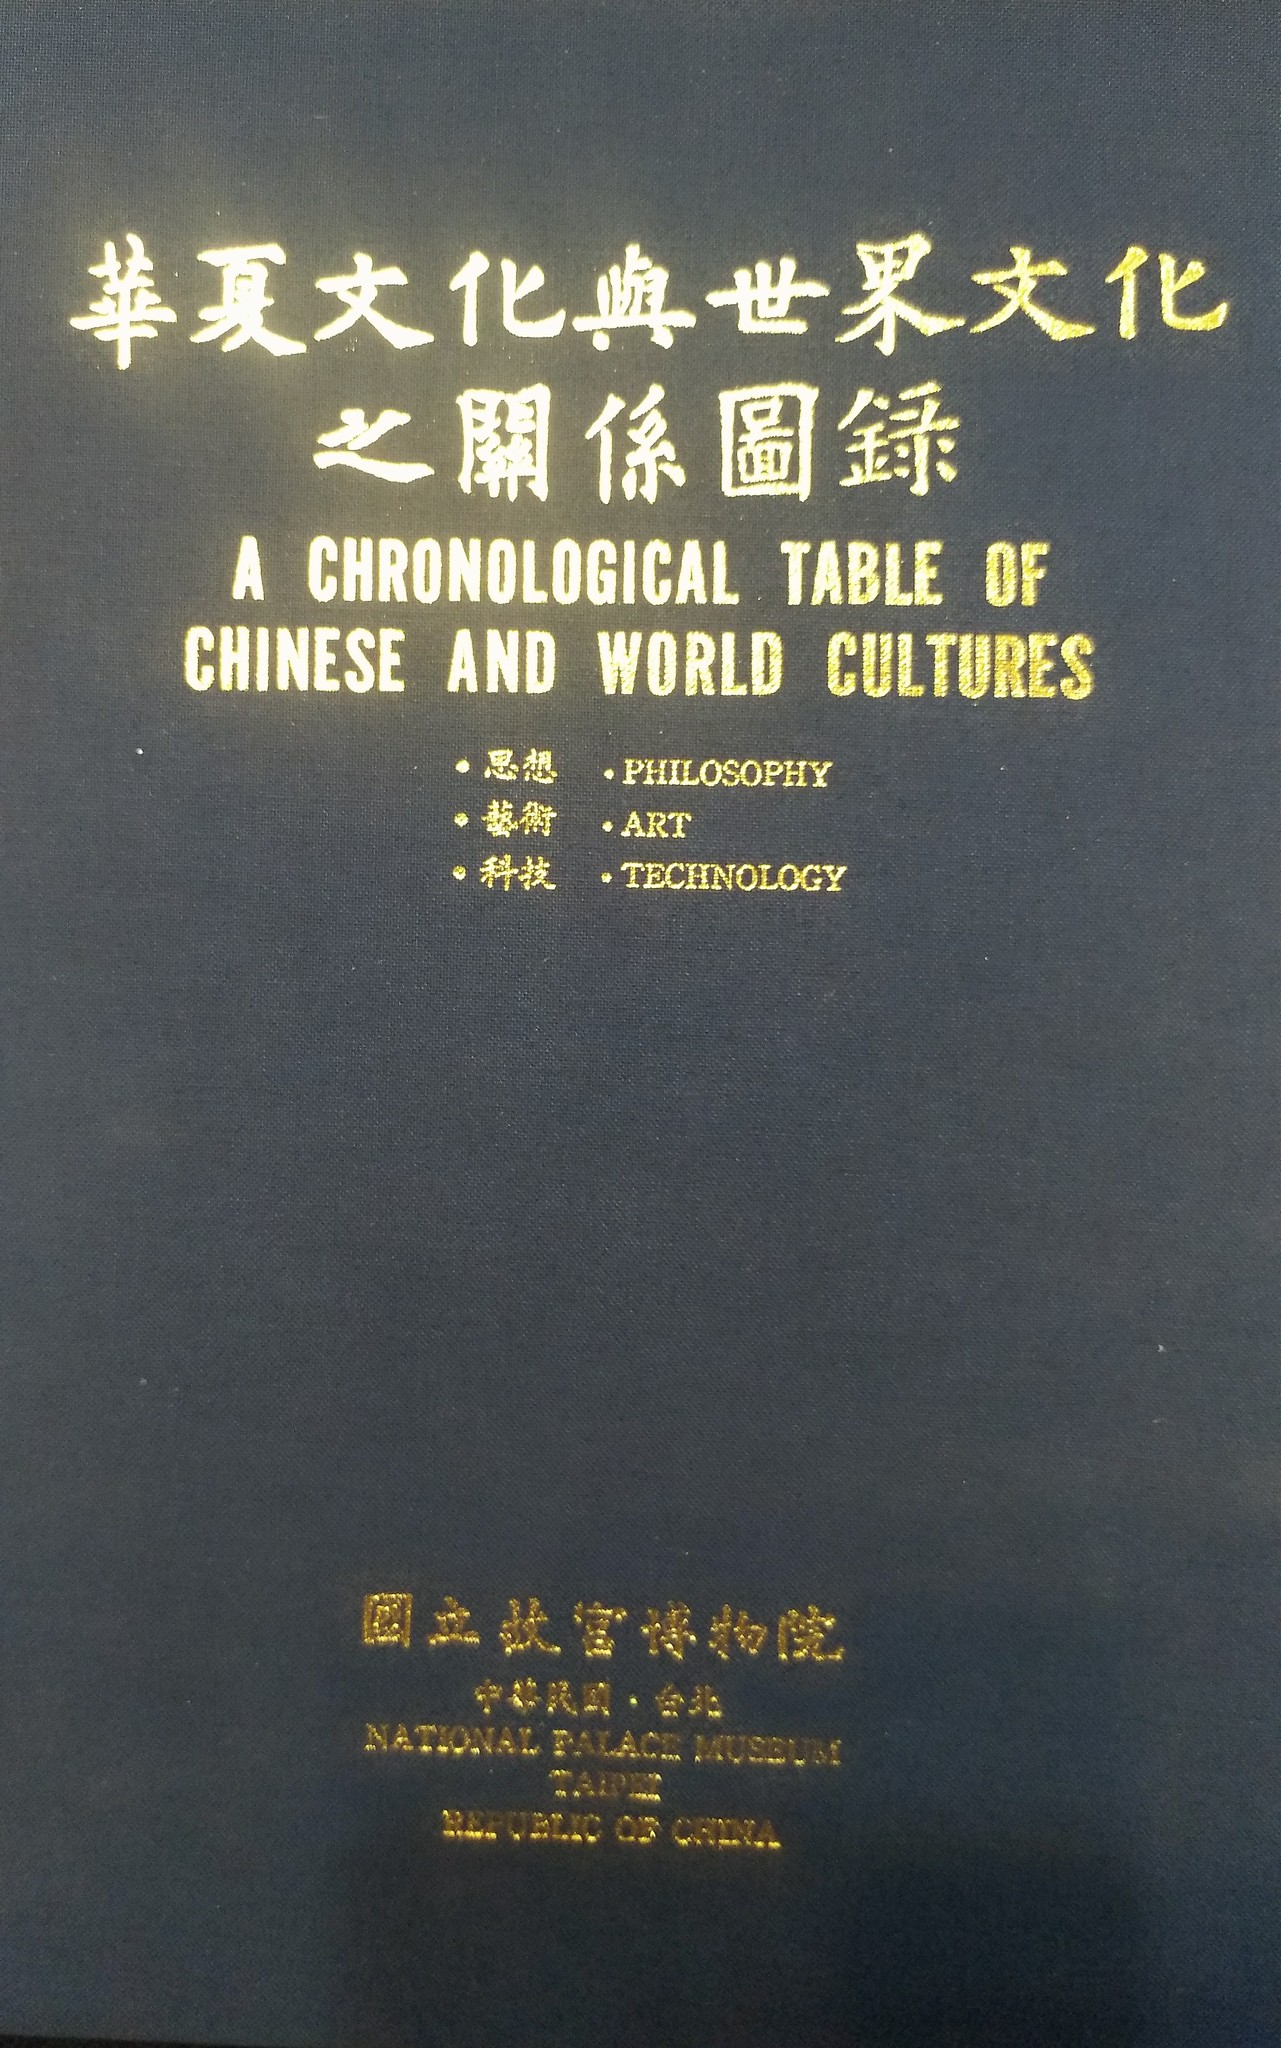 華夏文化與世界文化
之關係圖錄
A CHRONOLOGICAL TABLE OF
CHINESE AND WORLD CULTURES
• 思想 • PHILOSOPHY
• 藝術 • ART
• 科技 • TECHNOLOGY
國立故宮博物院
中華民國・台北
NATIONAL PALACE MUSEUM
TAIPEI
REPUBLIC OF CHINA